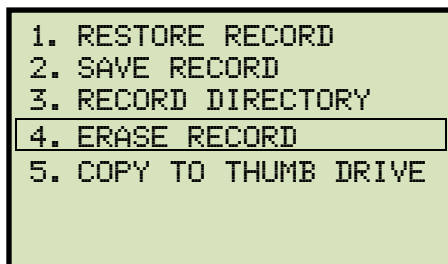 1. RESTORE RECORD
2. SAVE RECORD
3. RECORD DIRECTORY
4. ERASE RECORD
5. COPY TO THUMB DRIVE